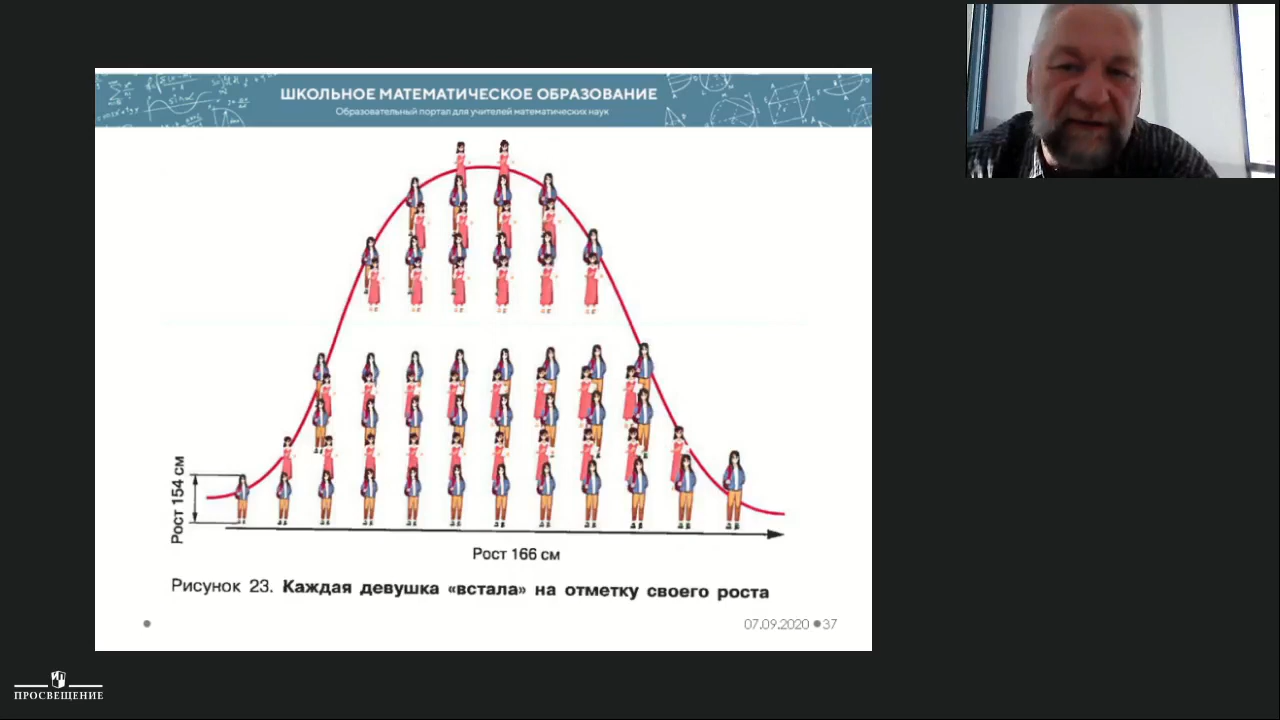 ШКОЛЬНОЕ МАТЕМАТИЧЕСКОЕ ОБРАЗОВАНИЕ
Образовательный портал для учителей математических наук
Рост 154 см
Рост 166 см
Рисунок 23. Каждая девушка «встала» на отметку своего роста
07.09.2020 37
ПРОСВЕЩЕНИЕ